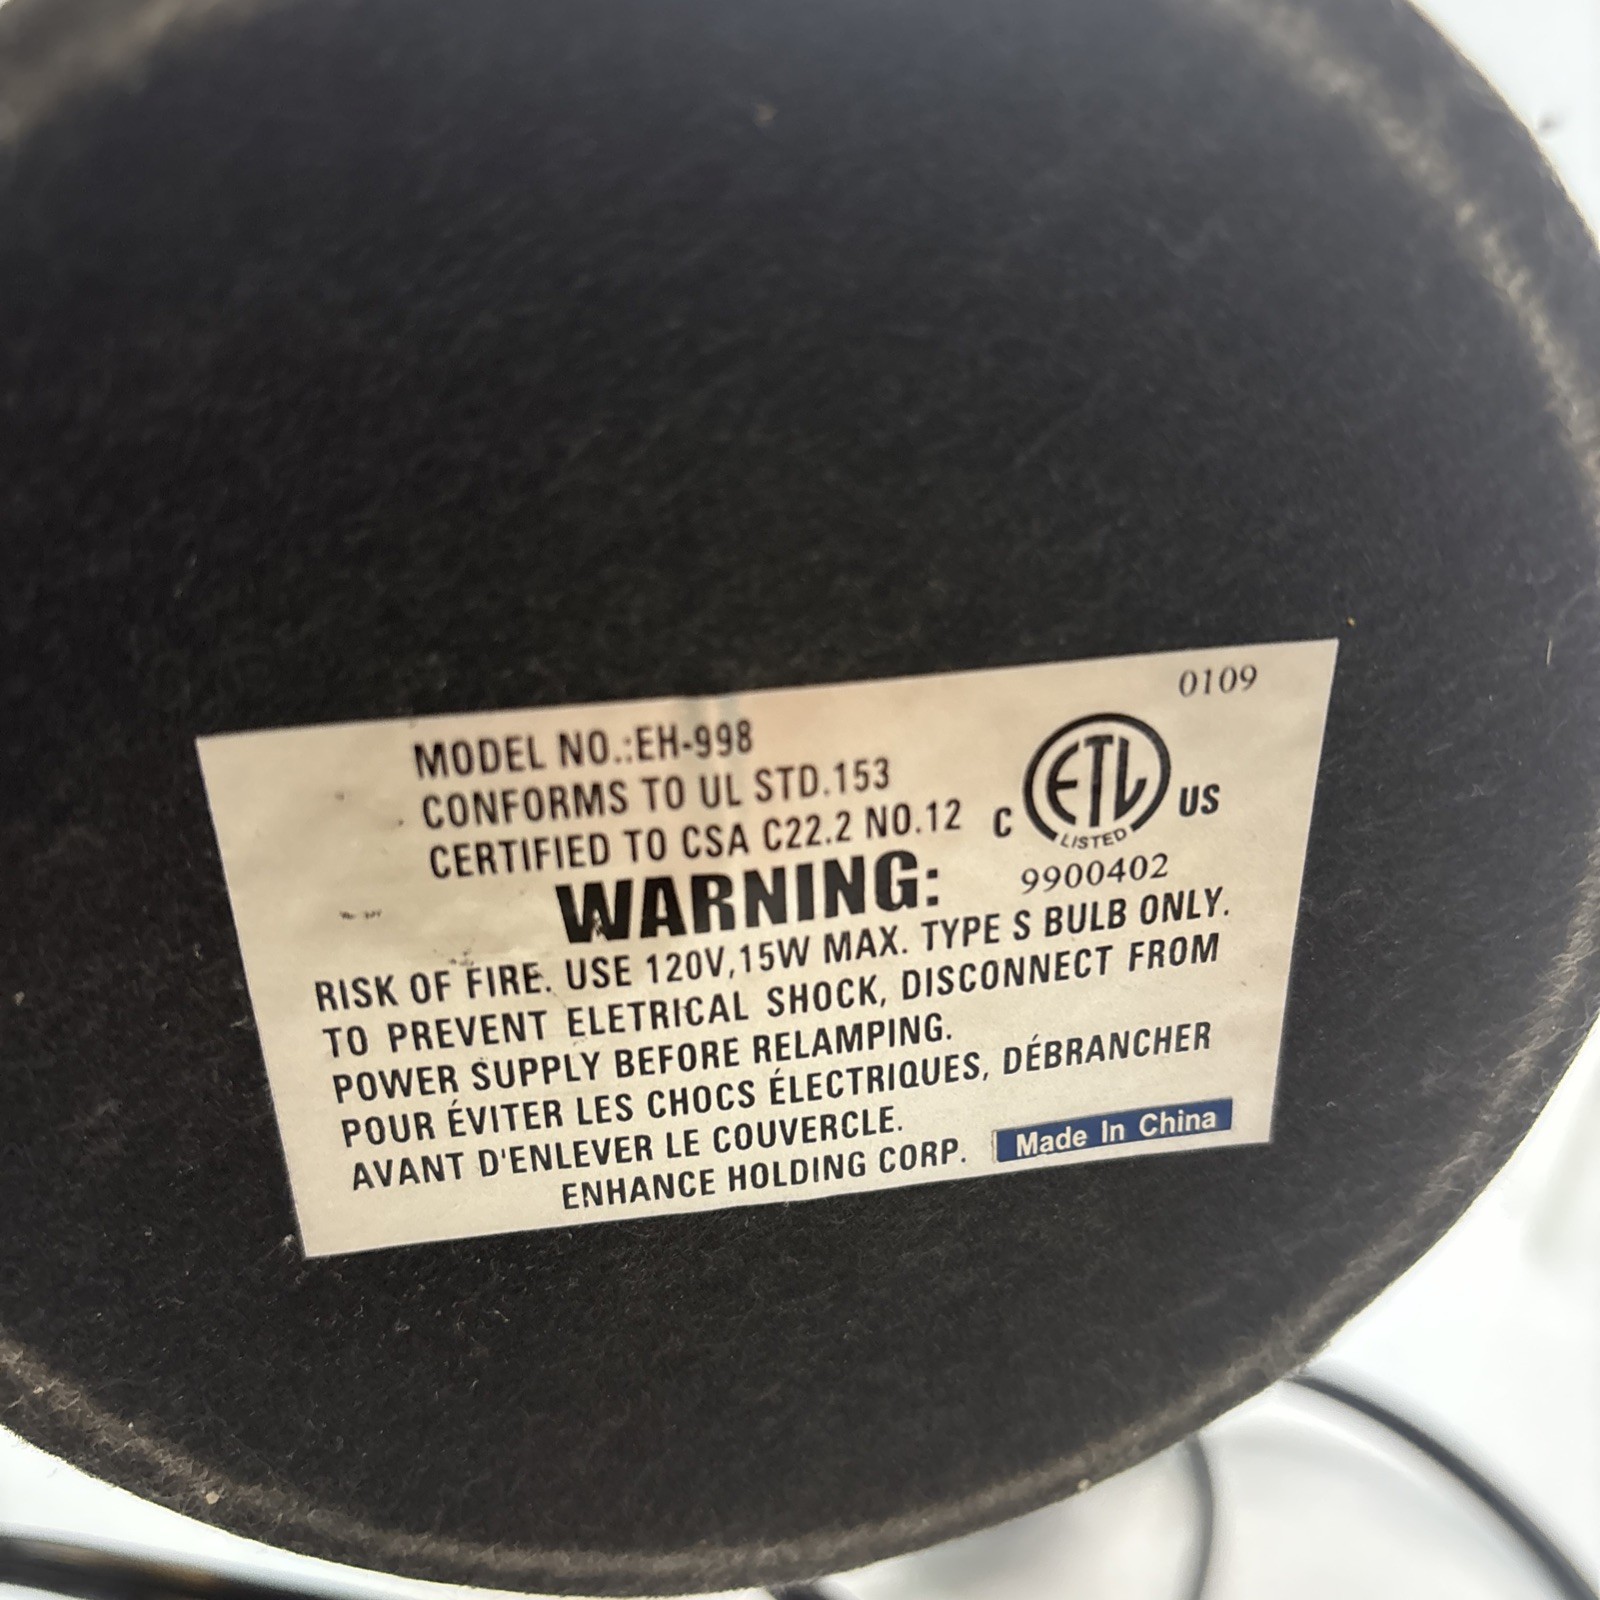 0109
MODEL NO.:EH-998
CONFORMS TO UL STD.153
CERTIFIED TO CSA C22.2 NO.12
C ETL US
LISTED
WARNING:
9900402
RISK OF FIRE. USE 120V,15W MAX. TYPE S BULB ONLY.
TO PREVENT ELETRICAL SHOCK, DISCONNECT FROM
POWER SUPPLY BEFORE RELAMPING.
POUR ÉVITER LES CHOCS ÉLECTRIQUES, DÉBRANCHER
AVANT D'ENLEVER LE COUVERCLE.
ENHANCE HOLDING CORP.
Made In China